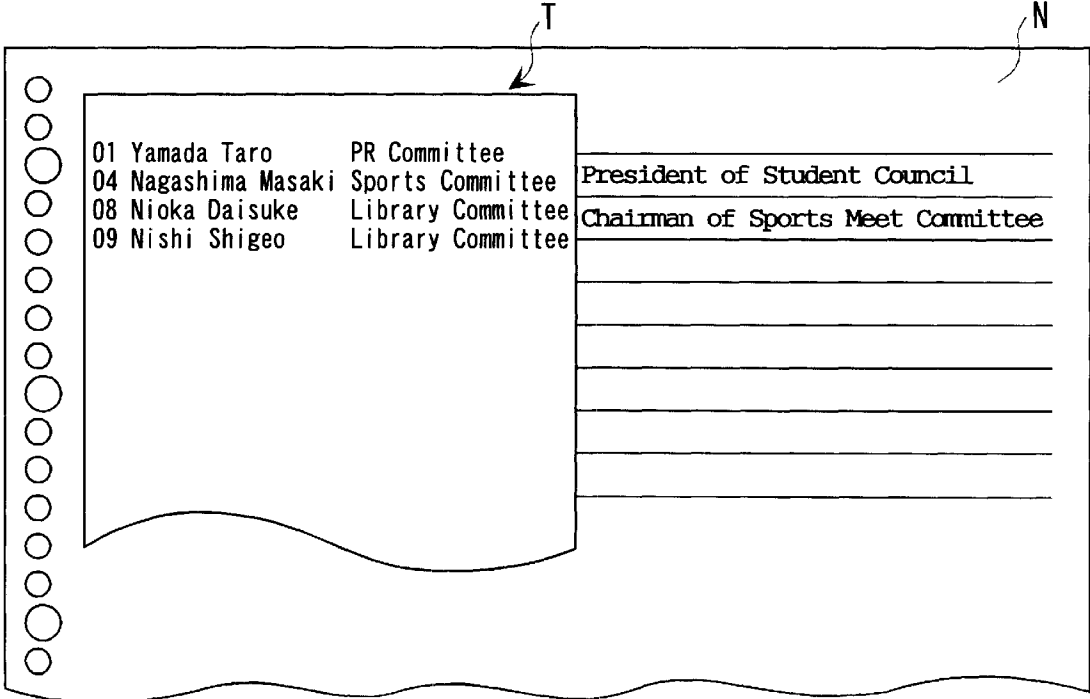 T
N
01 Yamada Taro PR Committee
04 Nagashima Masaki Sports Committee
08 Nioka Daisuke Library Committee
09 Nishi Shigeo Library Committee
President of Student Council
Chairman of Sports Meet Committee